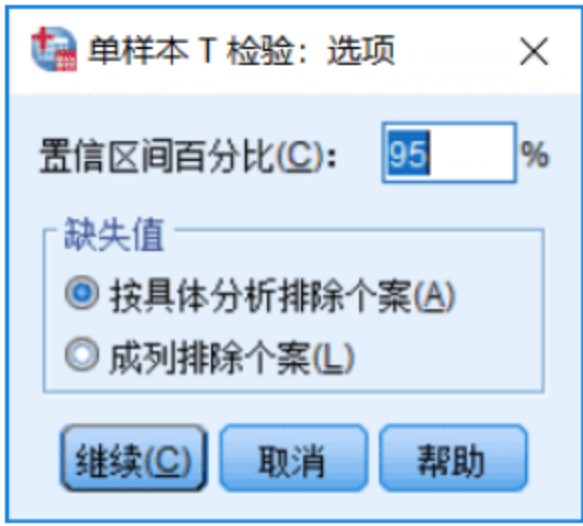 单样本 T 检验：选项
置信区间百分比(C)： 95 %
缺失值
按具体分析排除个案(A)
成列排除个案(L)
继续(C) 取消 帮助